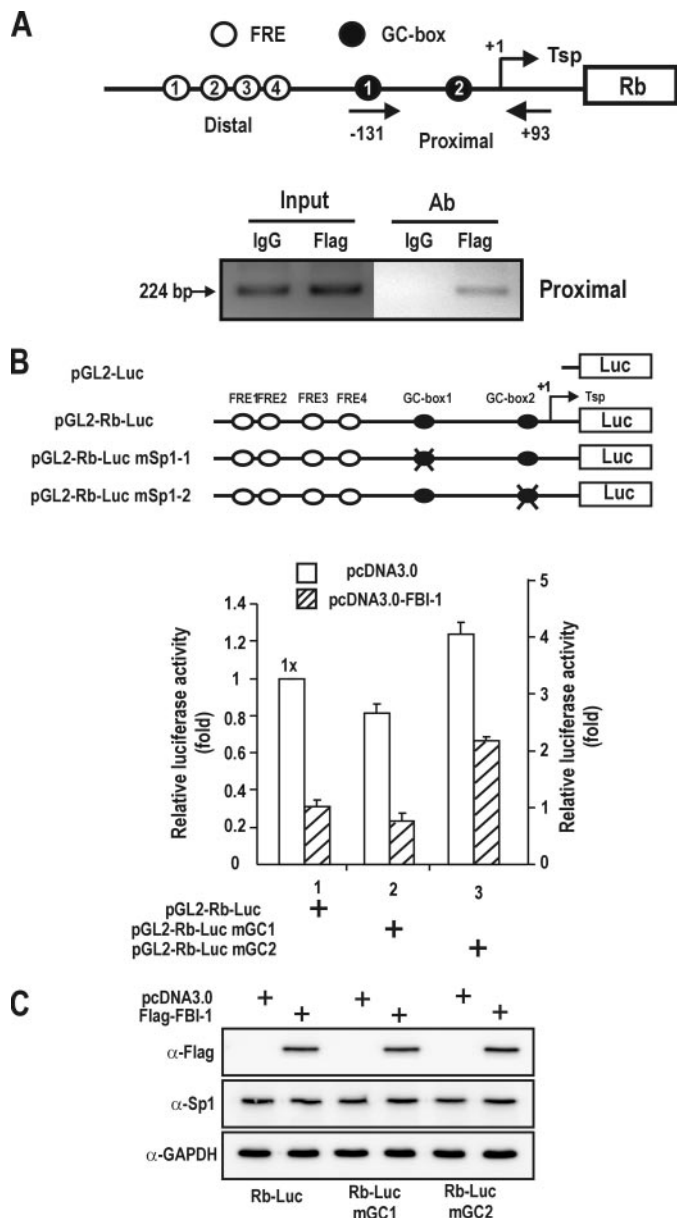 A
FRE GC-box
+1 Tsp
1 2 3 4 1 2 Rb
Distal Proximal
-131 +93
Input Ab
IgG Flag IgG Flag
224 bp Proximal
B
pGL2-Luc Luc
FRE1 FRE2 FRE3 FRE4 GC-box1 GC-box2 +1 Tsp
pGL2-Rb-Luc Luc
pGL2-Rb-Luc mSp1-1 Luc
pGL2-Rb-Luc mSp1-2 Luc
pcDNA3.0
pcDNA3.0-FBI-1
Relative luciferase activity
(fold)
1.4
1.2
1
0.8
0.6
0.4
0.2
0
1x
5
4
3
2
1
0
Relative luciferase activity
(fold)
1 2 3
pGL2-Rb-Luc +
pGL2-Rb-Luc mGC1 +
pGL2-Rb-Luc mGC2 +
C
pcDNA3.0 + + +
Flag-FBI-1 + + +
α-Flag
α-Sp1
α-GAPDH
Rb-Luc Rb-Luc mGC1 Rb-Luc mGC2